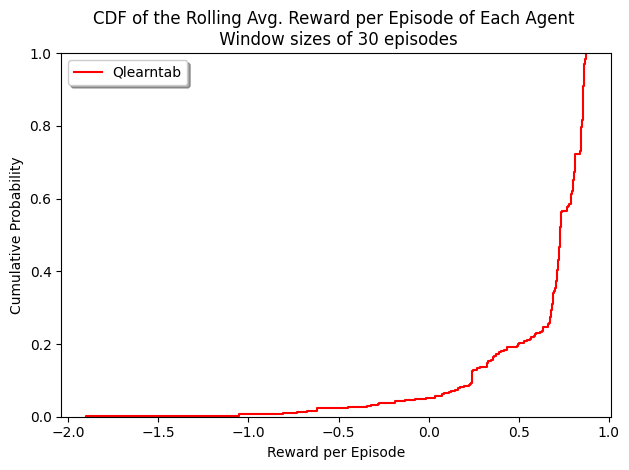 CDF of the Rolling Avg. Reward per Episode of Each Agent
Window sizes of 30 episodes
Qlearntab
Cumulative Probability
1.0
0.8
0.6
0.4
0.2
0.0
−2.0 −1.5 −1.0 −0.5 0.0 0.5 1.0
Reward per Episode